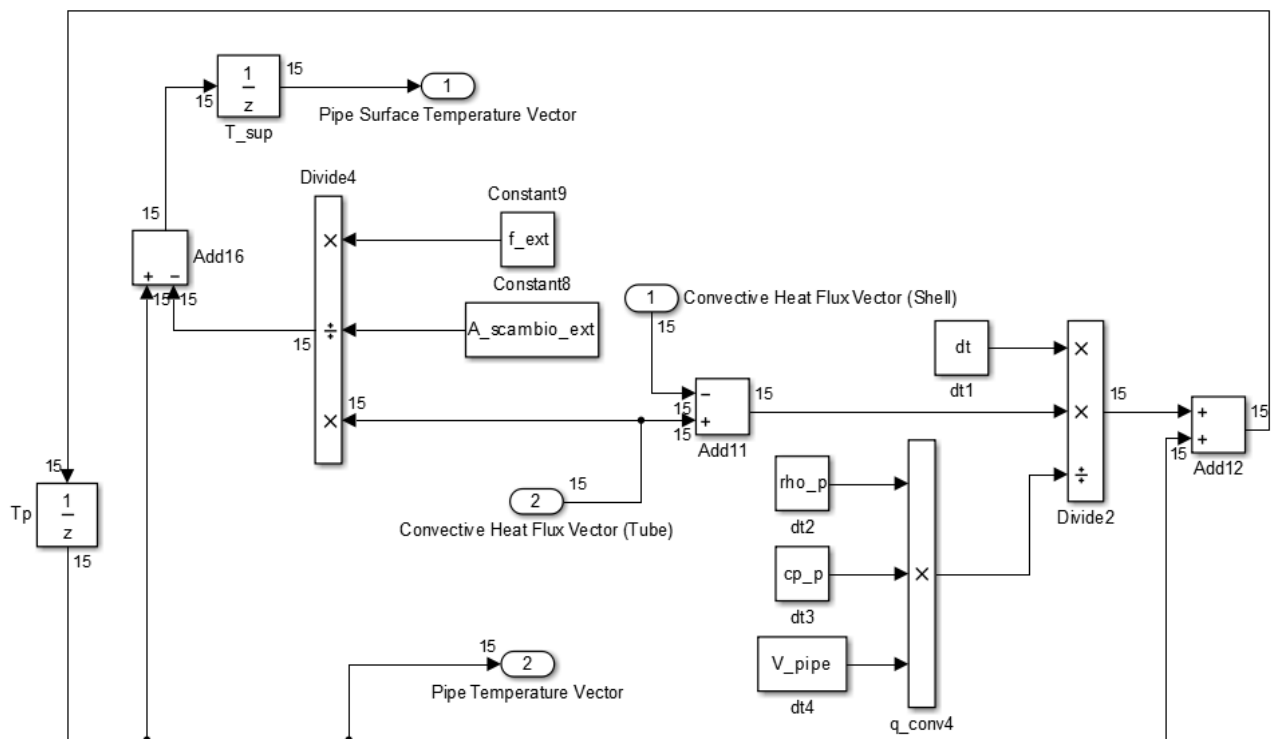 1
z
T_sup
15
15
1
Pipe Surface Temperature Vector
Divide4
×
÷
×
15
15
Constant9
f_ext
Constant8
A_scambio_ext
15
+ −
Add16
15
15
1
Convective Heat Flux Vector (Shell)
15
−
+
15
15
15
Add11
dt
dt1
×
×
÷
15
Divide2
+
+
15
15
Add12
15
1
z
Tp
15
2
15
Convective Heat Flux Vector (Tube)
rho_p
dt2
cp_p
dt3
V_pipe
dt4
×
q_conv4
15
2
Pipe Temperature Vector